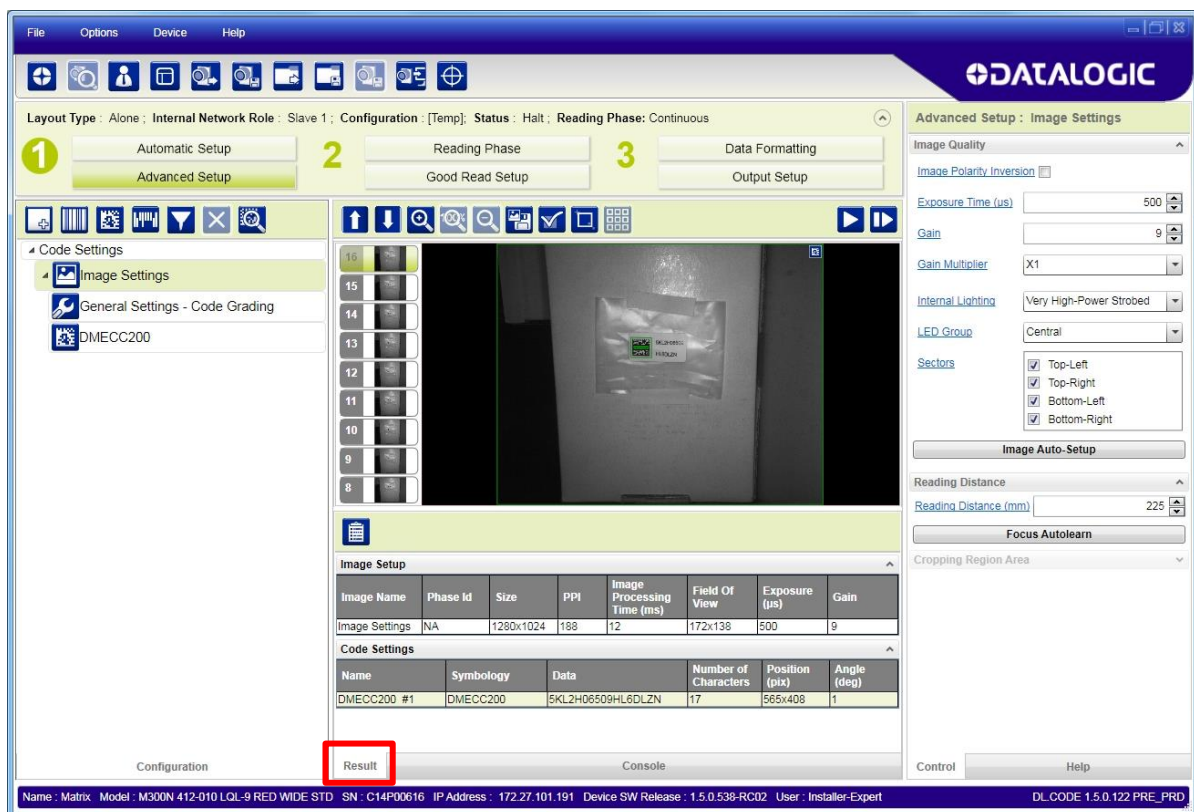 File Options Device Help
DATALOGIC
Layout Type : Alone ; Internal Network Role : Slave 1 ; Configuration : [Temp]; Status : Halt ; Reading Phase: Continuous
1 Automatic Setup 2 Reading Phase 3 Data Formatting
Advanced Setup Good Read Setup Output Setup
Code Settings
Image Settings
General Settings - Code Grading
DMECC200
16
15
14
13
12
11
10
9
8
Image Setup
Image Name Phase Id Size PPI Image Processing Time (ms) Field Of View Exposure (µs) Gain
Image Settings NA 1280x1024 188 12 172x138 500 9
Code Settings
Name Symbology Data Number of Characters Position (pix) Angle (deg)
DMECC200 #1 DMECC200 5KL2H06509HL6DLZN 17 565x408 1
Configuration
Result
Console
Advanced Setup : Image Settings
Image Quality
Image Polarity Inversion
Exposure Time (µs) 500
Gain 9
Gain Multiplier X1
Internal Lighting Very High-Power Strobed
LED Group Central
Sectors Top-Left
Top-Right
Bottom-Left
Bottom-Right
Image Auto-Setup
Reading Distance
Reading Distance (mm) 225
Focus Autolearn
Cropping Region Area
Control Help
Name : Matrix Model : M300N 412-010 LQL-9 RED WIDE STD SN : C14P00616 IP Address : 172.27.101.191 Device SW Release : 1.5.0.538-RC02 User : Installer-Expert DL.CODE 1.5.0.122 PRE_PRD